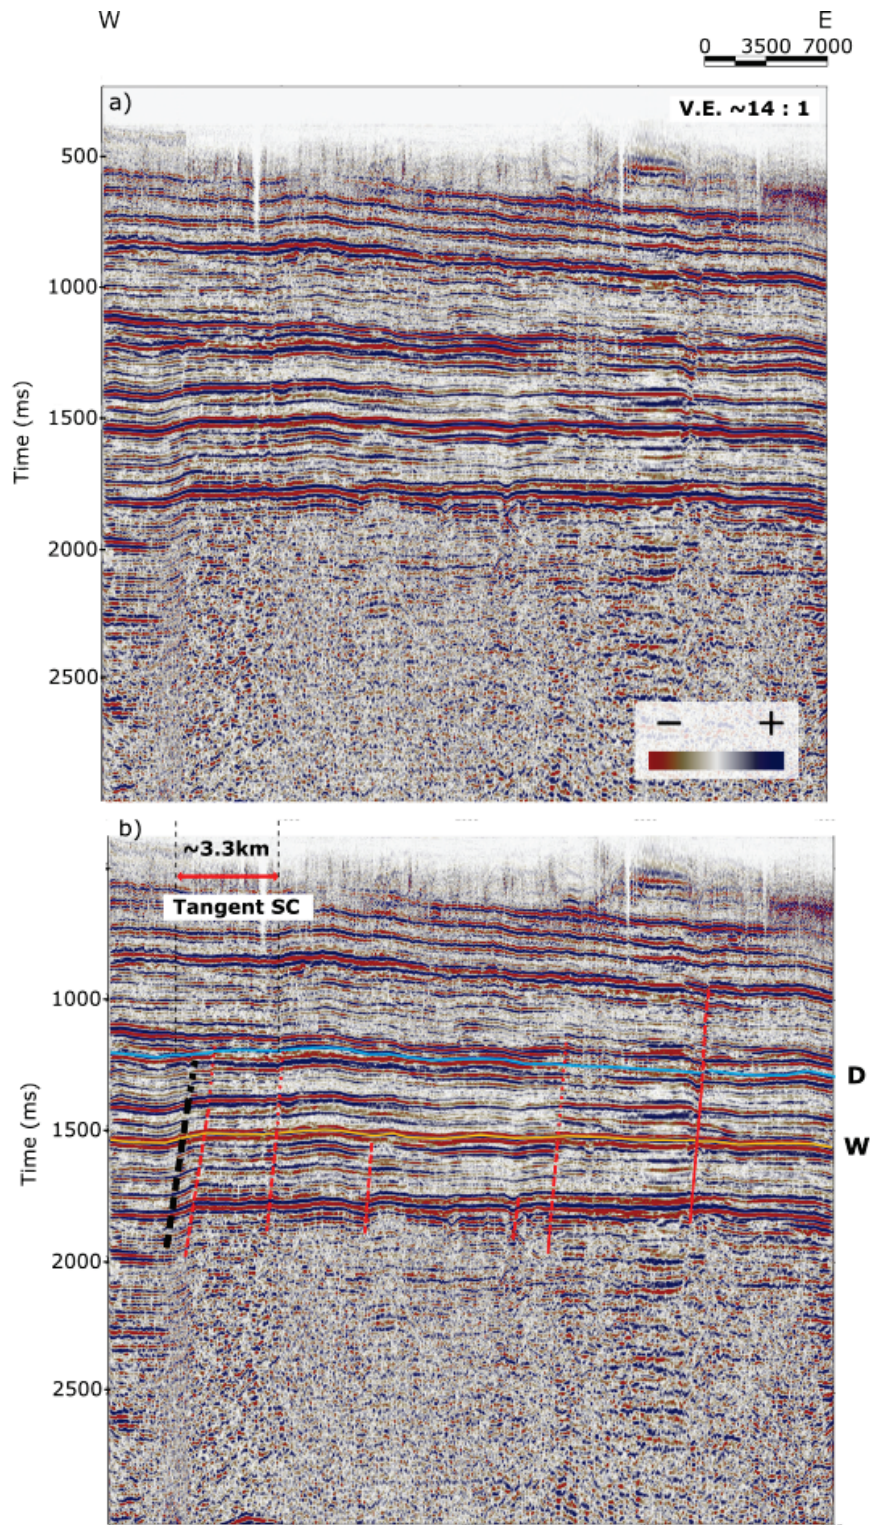 W E
0 3500 7000
a) V.E. ~14 : 1
500
1000
1500
2000
2500
Time (ms)
− +
b)
~3.3km
Tangent SC
1000
1500
2000
2500
Time (ms)
D
W